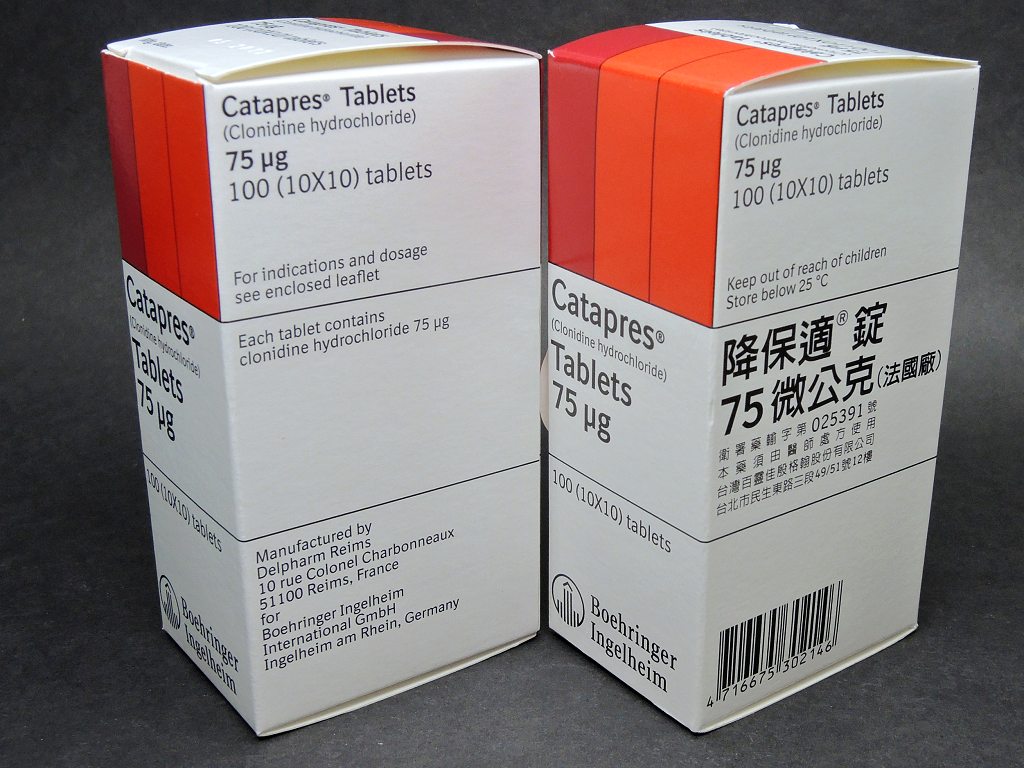 Catapres® Tablets
(Clonidine hydrochloride)
75 µg
100 (10X10) tablets
For indications and dosage
see enclosed leaflet
Each tablet contains
clonidine hydrochloride 75 µg
Manufactured by
Delpharm Reims
10 rue Colonel Charbonneaux
51100 Reims, France
for
Boehringer Ingelheim
International GmbH
Ingelheim am Rhein, Germany
Catapres®
(Clonidine hydrochloride)
Tablets
75 µg
100 (10X10) tablets
Boehringer
Ingelheim
Catapres®
(Clonidine hydrochloride)
Tablets
75 µg
100 (10X10) tablets
Boehringer
Ingelheim
Catapres® Tablets
(Clonidine hydrochloride)
75 µg
100 (10X10) tablets
Keep out of reach of children
Store below 25 °C
降保適®錠
75微公克(法國廠)
衛署藥輸字第025391號
本藥須由醫師處方使用
台灣百靈佳殷格翰股份有限公司
台北市民生東路三段49/51號12樓
4 716675 302146